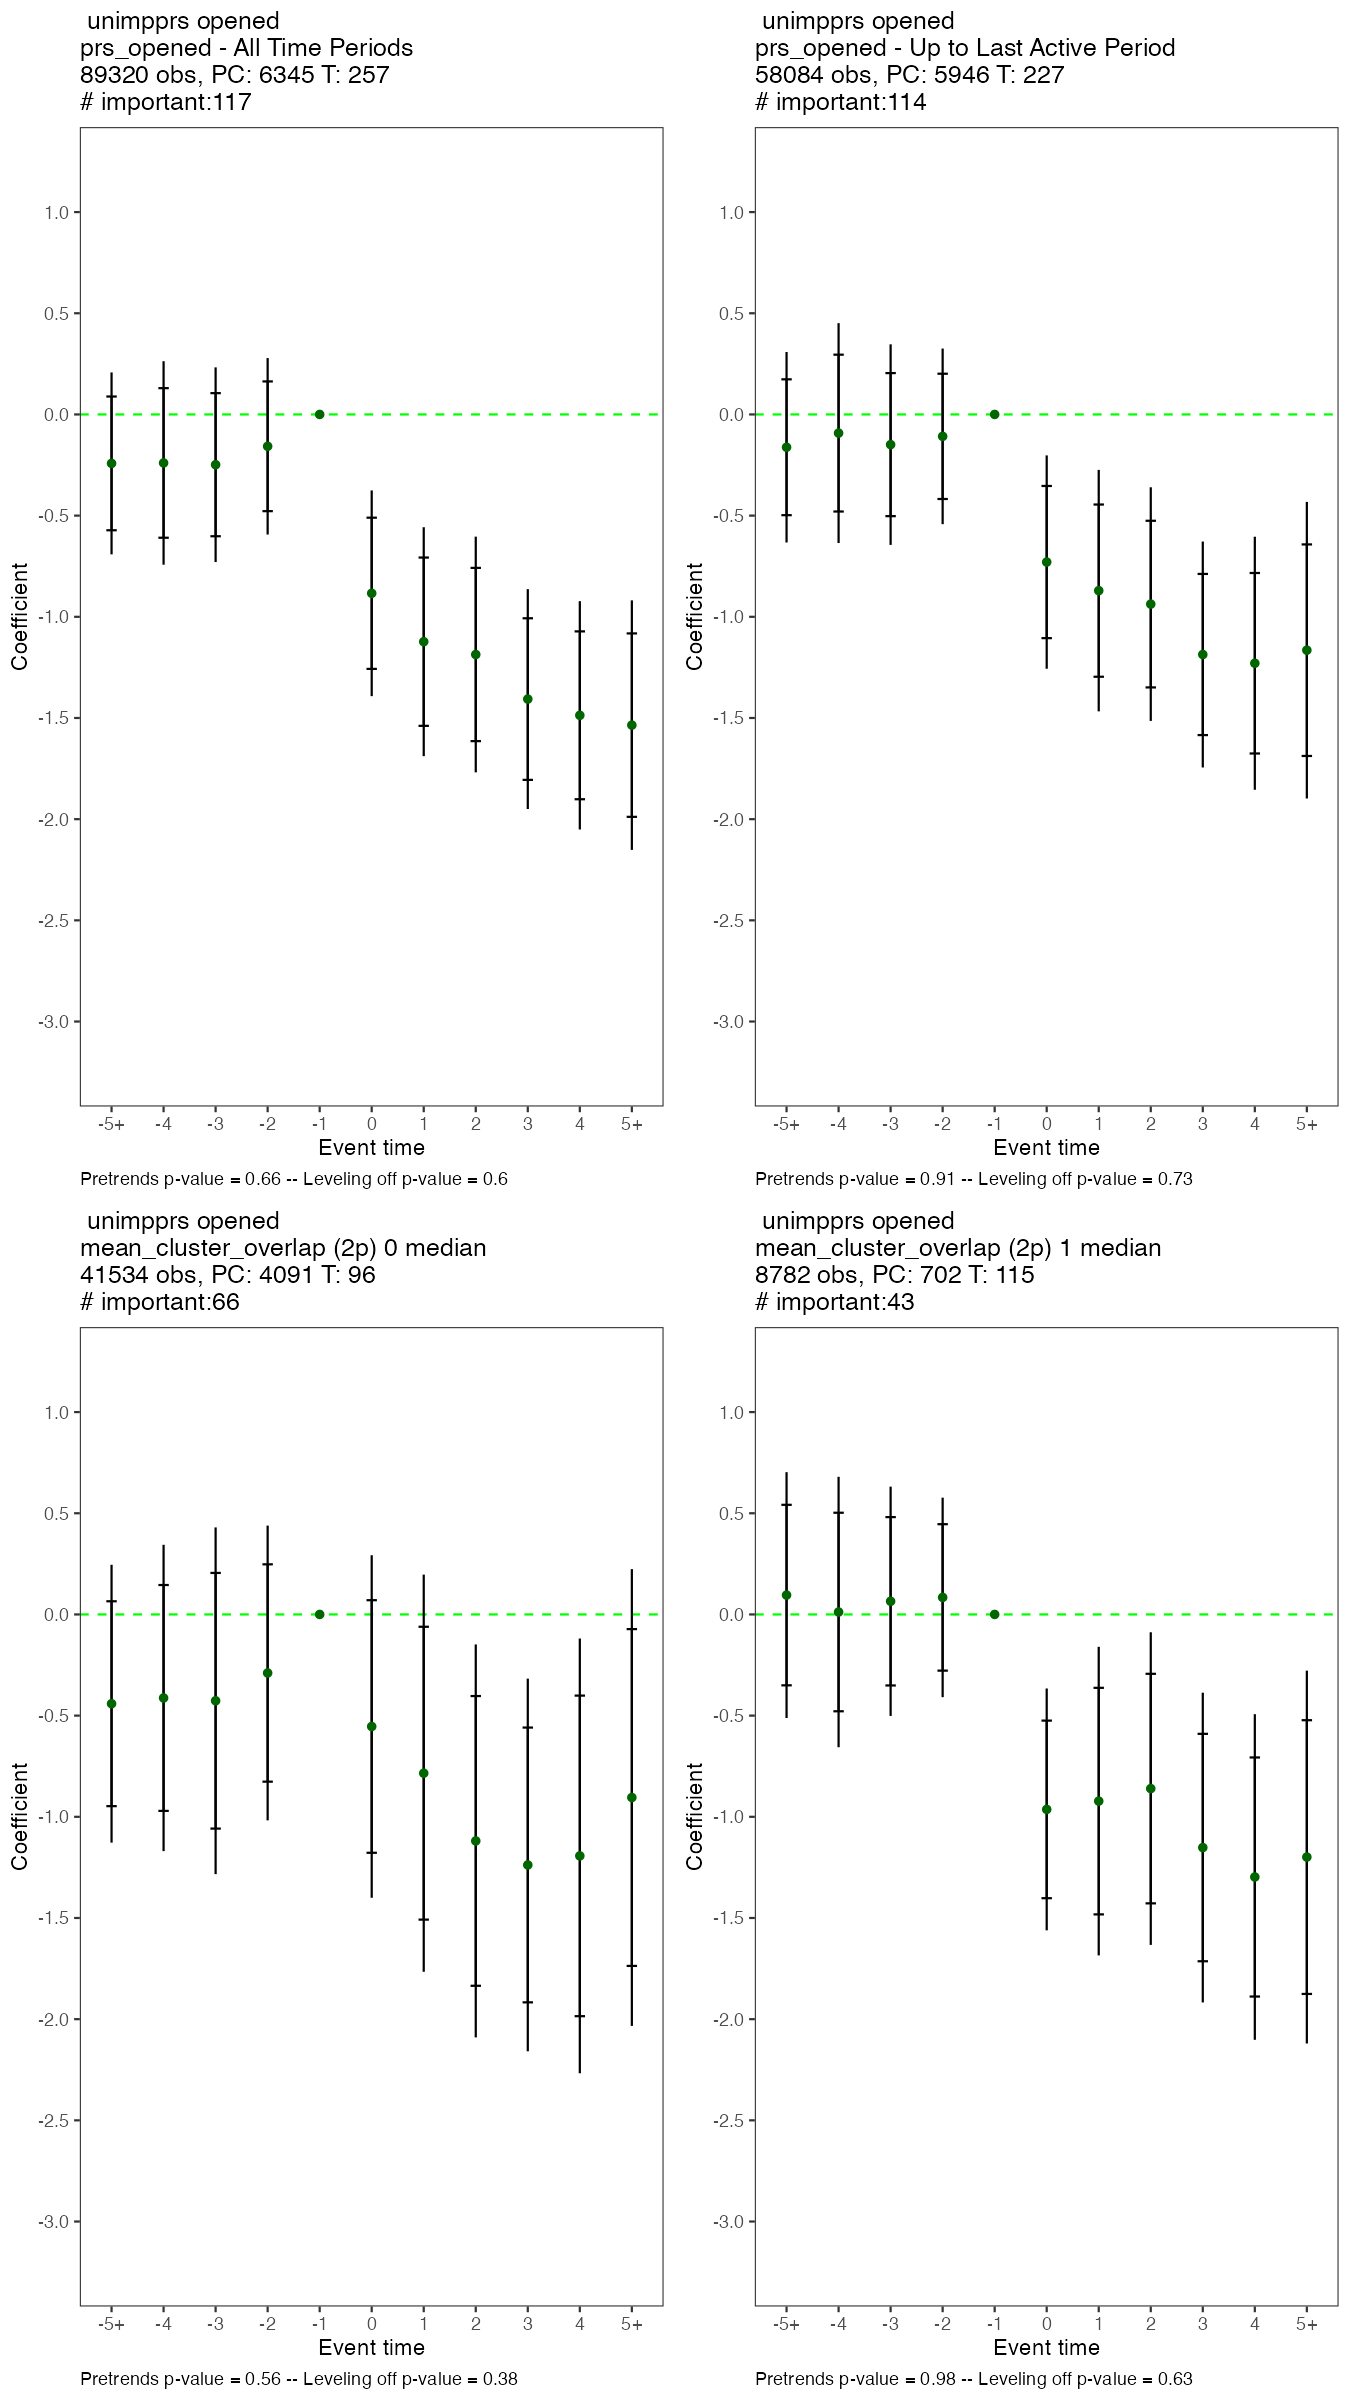 unimpprs opened
prs_opened - All Time Periods
89320 obs, PC: 6345 T: 257
# important:117
1.0
0.5
0.0
-0.5
-1.0
-1.5
-2.0
-2.5
-3.0
Coefficient
-5+ -4 -3 -2 -1 0 1 2 3 4 5+
Event time
Pretrends p-value = 0.66 -- Leveling off p-value = 0.6
unimpprs opened
prs_opened - Up to Last Active Period
58084 obs, PC: 5946 T: 227
# important:114
1.0
0.5
0.0
-0.5
-1.0
-1.5
-2.0
-2.5
-3.0
Coefficient
-5+ -4 -3 -2 -1 0 1 2 3 4 5+
Event time
Pretrends p-value = 0.91 -- Leveling off p-value = 0.73
unimpprs opened
mean_cluster_overlap (2p) 0 median
41534 obs, PC: 4091 T: 96
# important:66
1.0
0.5
0.0
-0.5
-1.0
-1.5
-2.0
-2.5
-3.0
Coefficient
-5+ -4 -3 -2 -1 0 1 2 3 4 5+
Event time
Pretrends p-value = 0.56 -- Leveling off p-value = 0.38
unimpprs opened
mean_cluster_overlap (2p) 1 median
8782 obs, PC: 702 T: 115
# important:43
1.0
0.5
0.0
-0.5
-1.0
-1.5
-2.0
-2.5
-3.0
Coefficient
-5+ -4 -3 -2 -1 0 1 2 3 4 5+
Event time
Pretrends p-value = 0.98 -- Leveling off p-value = 0.63